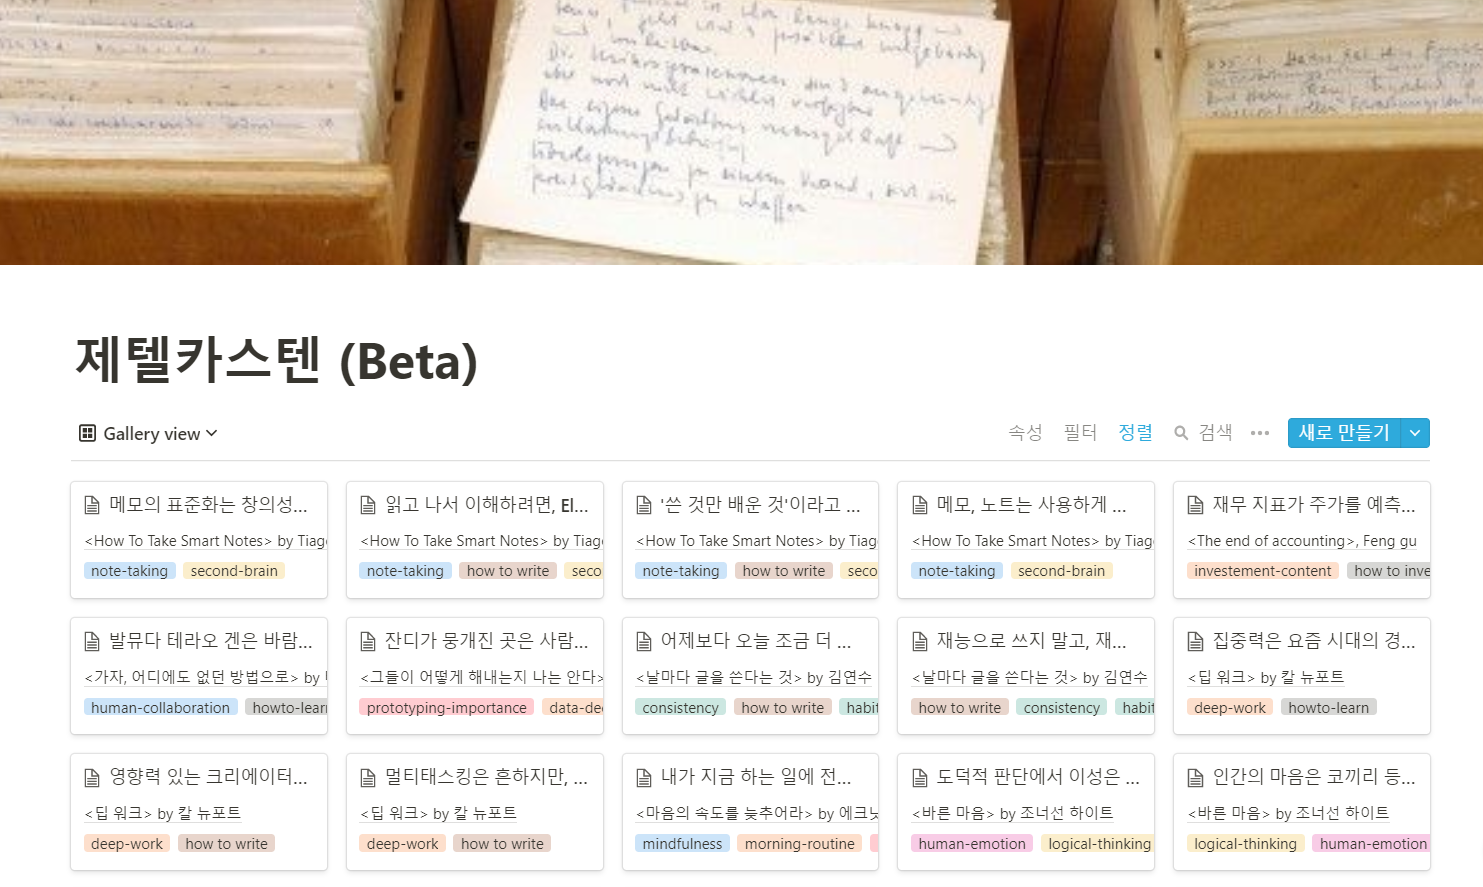 제텔카스텐 (Beta)
Gallery view 속성 필터 정렬 검색 새로 만들기
메모의 표준화는 창의성...
<How To Take Smart Notes> by Tiag
note-taking second-brain
읽고 나서 이해하려면, El...
<How To Take Smart Notes> by Tiag
note-taking how to write seco
'쓴 것만 배운 것'이라고 ...
<How To Take Smart Notes> by Tiag
note-taking how to write seco
메모, 노트는 사용하게 ...
<How To Take Smart Notes> by Tiag
note-taking second-brain
재무 지표가 주가를 예측...
<The end of accounting>, Feng gu
investement-content how to inve
발뮤다 테라오 겐은 바람...
<가자, 어디에도 없던 방법으로> by
human-collaboration howto-lear
잔디가 뭉개진 곳은 사람...
<그들이 어떻게 해내는지 나는 안다>
prototyping-importance data-de
어제보다 오늘 조금 더 ...
<날마다 글을 쓴다는 것> by 김연수
consistency how to write habit
재능으로 쓰지 말고, 재...
<날마다 글을 쓴다는 것> by 김연수
how to write consistency habit
집중력은 요즘 시대의 경...
<딥 워크> by 칼 뉴포트
deep-work howto-learn
영향력 있는 크리에이터...
<딥 워크> by 칼 뉴포트
deep-work how to write
멀티태스킹은 흔하지만, ...
<딥 워크> by 칼 뉴포트
deep-work how to write
내가 지금 하는 일에 전...
<마음의 속도를 늦추어라> by 에크낫
mindfulness morning-routine
도덕적 판단에서 이성은 ...
<바른 마음> by 조너선 하이트
human-emotion logical-thinking
인간의 마음은 코끼리 등...
<바른 마음> by 조너선 하이트
logical-thinking human-emotion